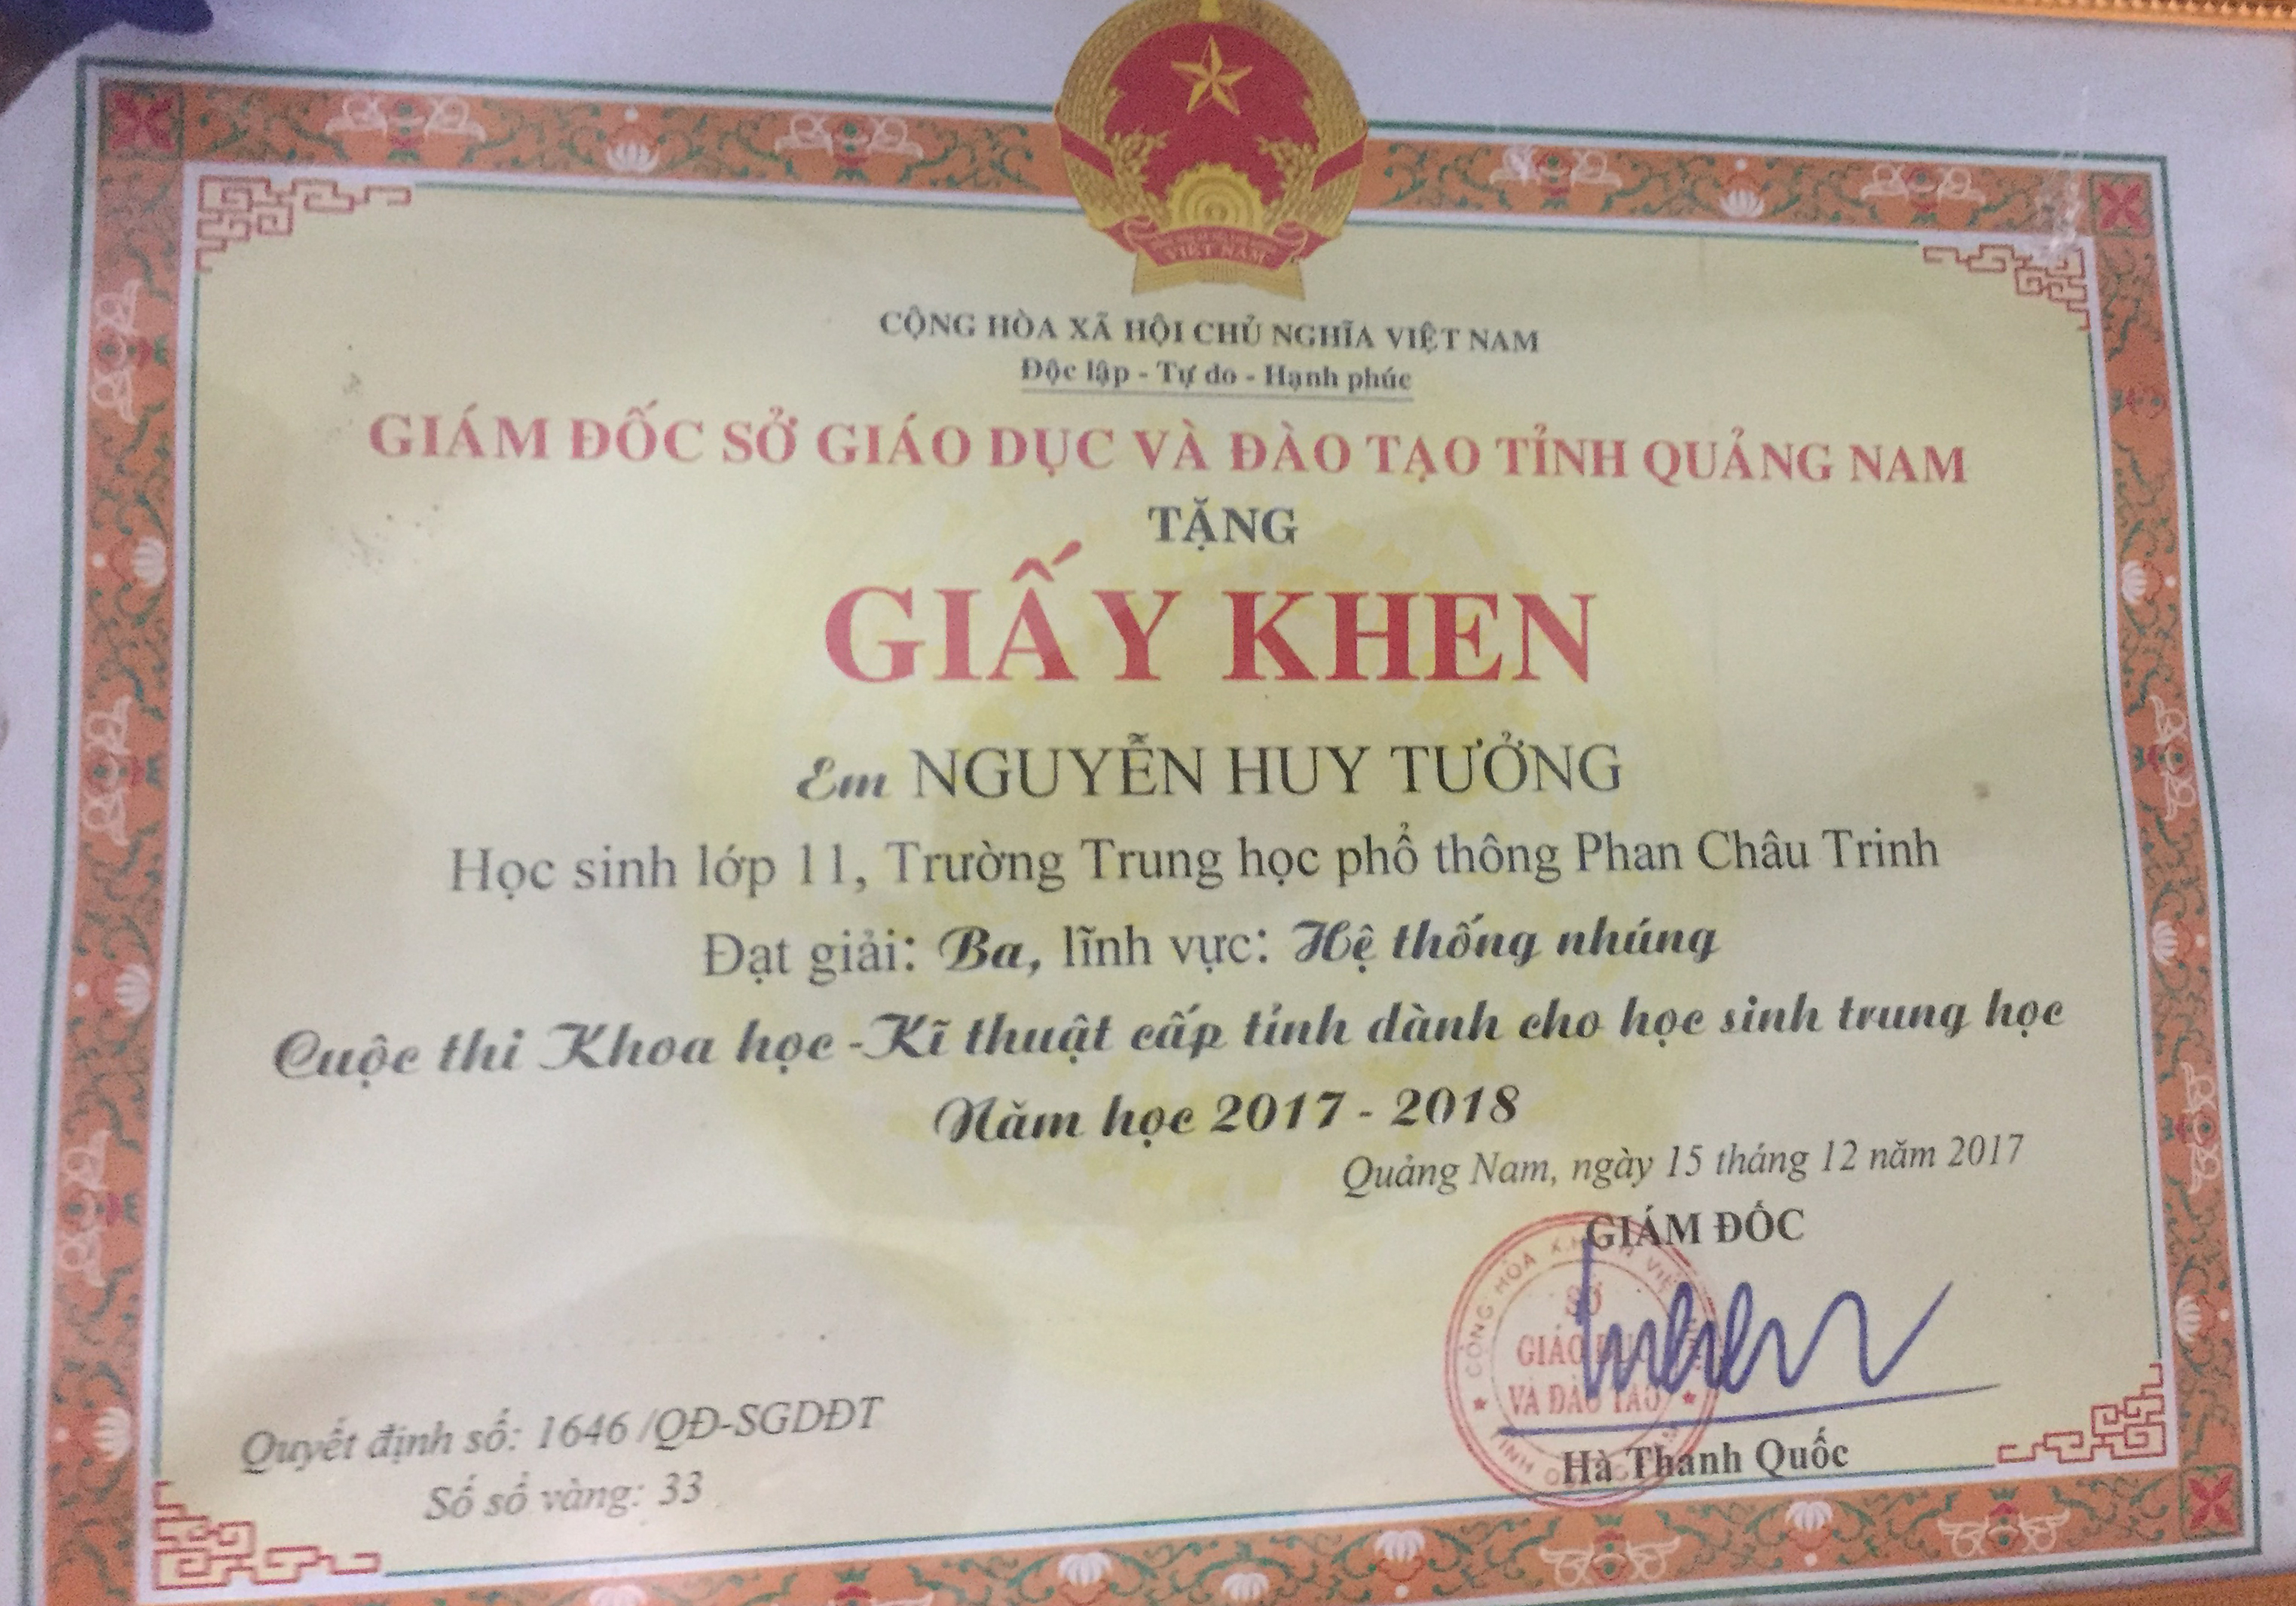 VIỆT NAM
CỘNG HÒA XÃ HỘI CHỦ NGHĨA VIỆT NAM
Độc lập - Tự do - Hạnh phúc
GIÁM ĐỐC SỞ GIÁO DỤC VÀ ĐÀO TẠO TỈNH QUẢNG NAM
TẶNG
GIẤY KHEN
Em NGUYỄN HUY TƯỞNG
Học sinh lớp 11, Trường Trung học phổ thông Phan Châu Trinh
Đạt giải: Ba, lĩnh vực: Hệ thống nhúng
Cuộc thi Khoa học -Kĩ thuật cấp tỉnh dành cho học sinh trung học
Năm học 2017 - 2018
Quảng Nam, ngày 15 tháng 12 năm 2017
GIÁM ĐỐC
CỘNG HÒA X.H.C.N VIỆT NAM
SỞ
GIÁO DỤC
VÀ ĐÀO TẠO
Hà Thanh Quốc
Quyết định số: 1646 /QĐ-SGDĐT
Số sổ vàng: 33